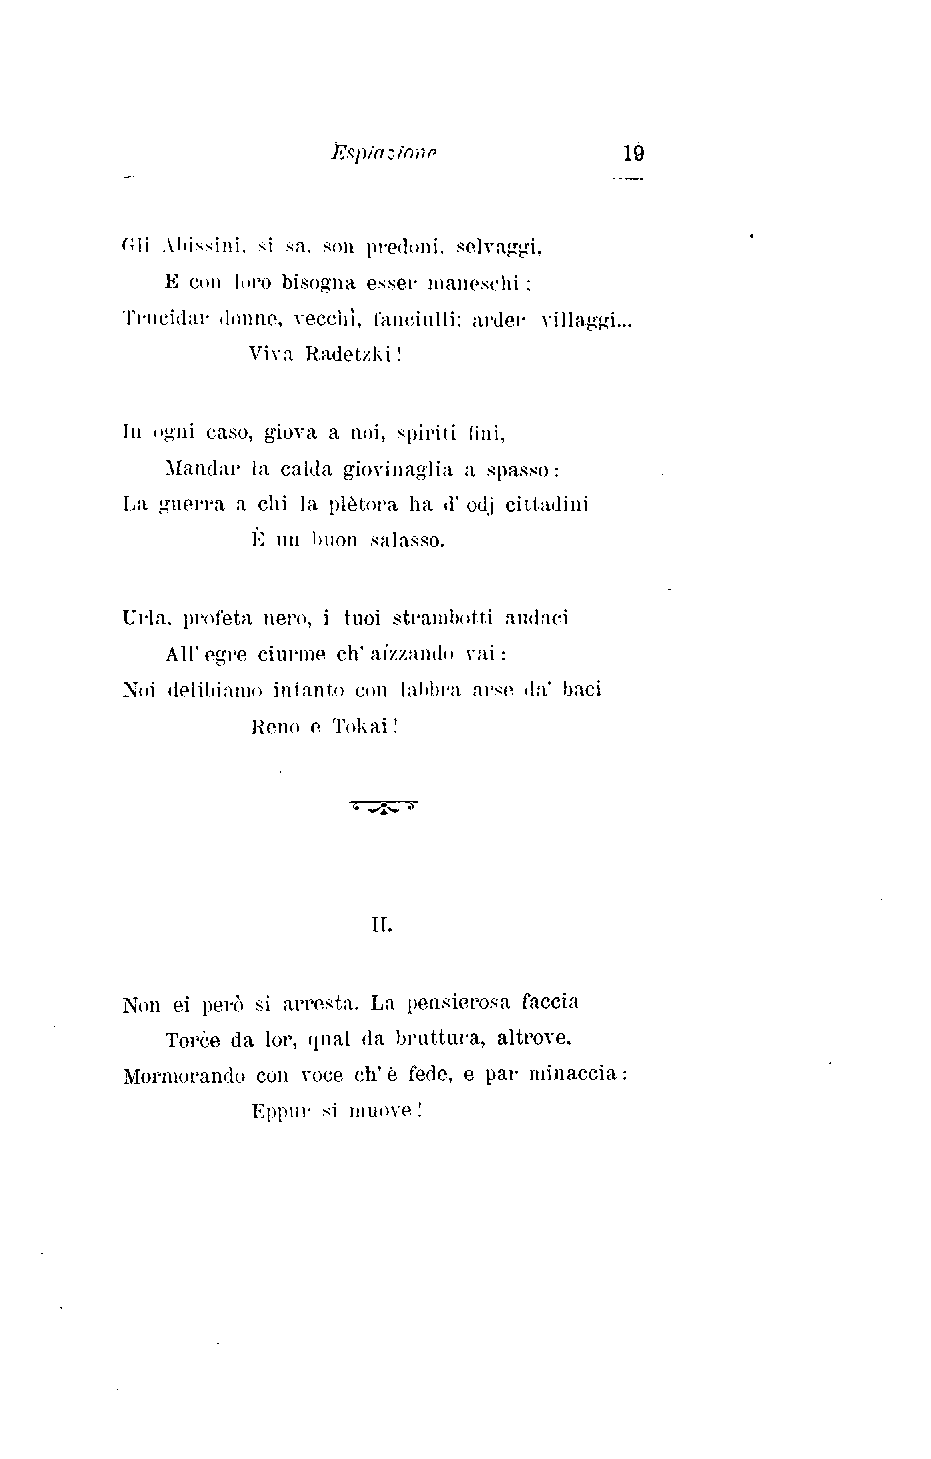 Espiazione 19
Gli Abissini, si sa, son predoni, selvaggi,
E con loro bisogna esser maneschi:
Trucidar donne, vecchi, fanciulli; arder villaggi...
Viva Radetzki!
In ogni caso, giova a noi, spiriti fini,
Mandar la calda giovinaglia a spasso:
La guerra a chi la plètora ha d' odj cittadini
È un buon salasso.
Urla, profeta nero, i tuoi strambotti audaci
All' egre ciurme ch' aizzando vai:
Noi delibiamo intanto con labbra arse da' baci
Reno e Tokai!
II.
Non ei però si arresta. La pensierosa faccia
Torce da lor, qual da bruttura, altrove,
Mormorando con voce ch' è fede, e par minaccia:
Eppur si muove!